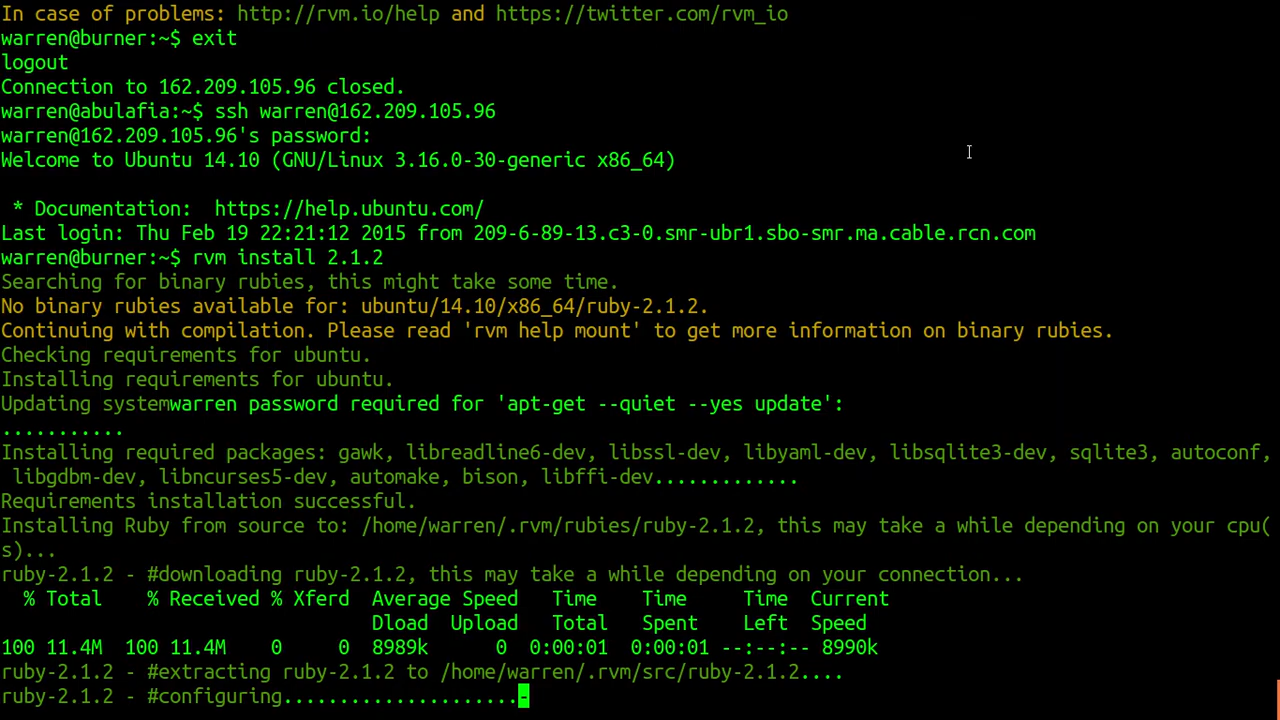 In case of problems: http://rvm.io/help and https://twitter.com/rvm_io
warren@burner:~$ exit
logout
Connection to 162.209.105.96 closed.
warren@abulafia:~$ ssh warren@162.209.105.96
warren@162.209.105.96's password:
Welcome to Ubuntu 14.10 (GNU/Linux 3.16.0-30-generic x86_64)
* Documentation:  https://help.ubuntu.com/
Last login: Thu Feb 19 22:21:12 2015 from 209-6-89-13.c3-0.smr-ubr1.sbo-smr.ma.cable.rcn.com
warren@burner:~$ rvm install 2.1.2
Searching for binary rubies, this might take some time.
No binary rubies available for: ubuntu/14.10/x86_64/ruby-2.1.2.
Continuing with compilation. Please read 'rvm help mount' to get more information on binary rubies.
Checking requirements for ubuntu.
Installing requirements for ubuntu.
Updating systemwarren password required for 'apt-get --quiet --yes update':
...........
Installing required packages: gawk, libreadline6-dev, libssl-dev, libyaml-dev, libsqlite3-dev, sqlite3, autoconf,
libgdbm-dev, libncurses5-dev, automake, bison, libffi-dev.............
Requirements installation successful.
Installing Ruby from source to: /home/warren/.rvm/rubies/ruby-2.1.2, this may take a while depending on your cpu(
s)...
ruby-2.1.2 - #downloading ruby-2.1.2, this may take a while depending on your connection...
% Total    % Received % Xferd  Average Speed   Time    Time     Time  Current
Dload  Upload   Total   Spent    Left  Speed
100 11.4M  100 11.4M    0     0  8989k      0  0:00:01  0:00:01 --:--:-- 8990k
ruby-2.1.2 - #extracting ruby-2.1.2 to /home/warren/.rvm/src/ruby-2.1.2....
ruby-2.1.2 - #configuring.....................-